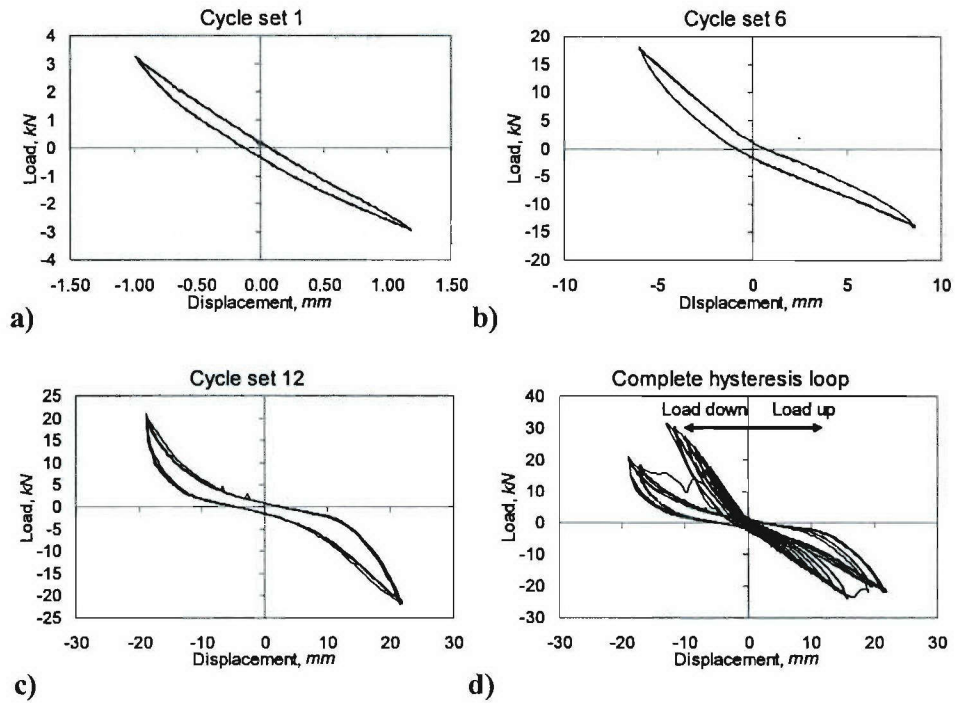 Cycle set 1
4
3
2
1
0
-1
-2
-3
-4
Load, kN
-1.50 -1.00 -0.50 0.00 0.50 1.00 1.50
Displacement, mm
a)
Cycle set 6
20
15
10
5
0
-5
-10
-15
-20
Load, kN
-10 -5 0 5 10
Displacement, mm
b)
Cycle set 12
25
20
15
10
5
0
-5
-10
-15
-20
-25
Load, kN
-30 -20 -10 0 10 20 30
Displacement, mm
c)
Complete hysteresis loop
Load down Load up
40
30
20
10
0
-10
-20
-30
Load, kN
-30 -20 -10 0 10 20 30
Displacement, mm
d)